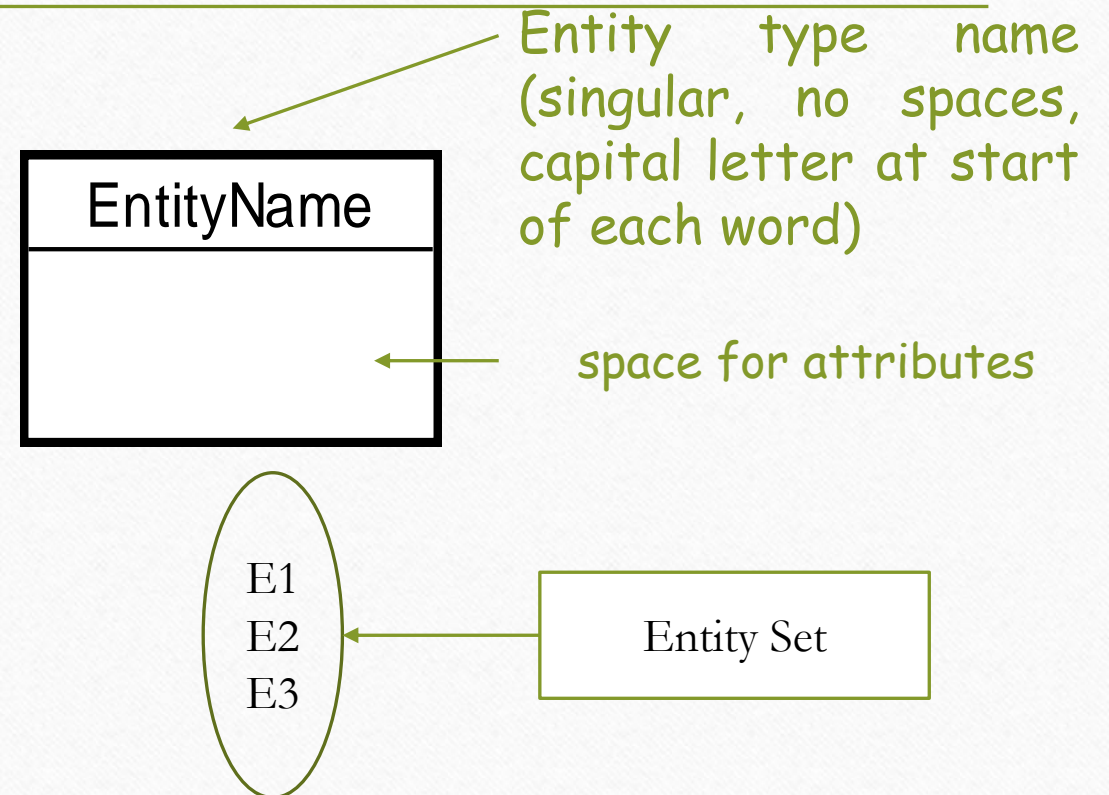 Entity type name
(singular, no spaces,
capital letter at start
of each word)
EntityName
space for attributes
E1
E2
E3
Entity Set